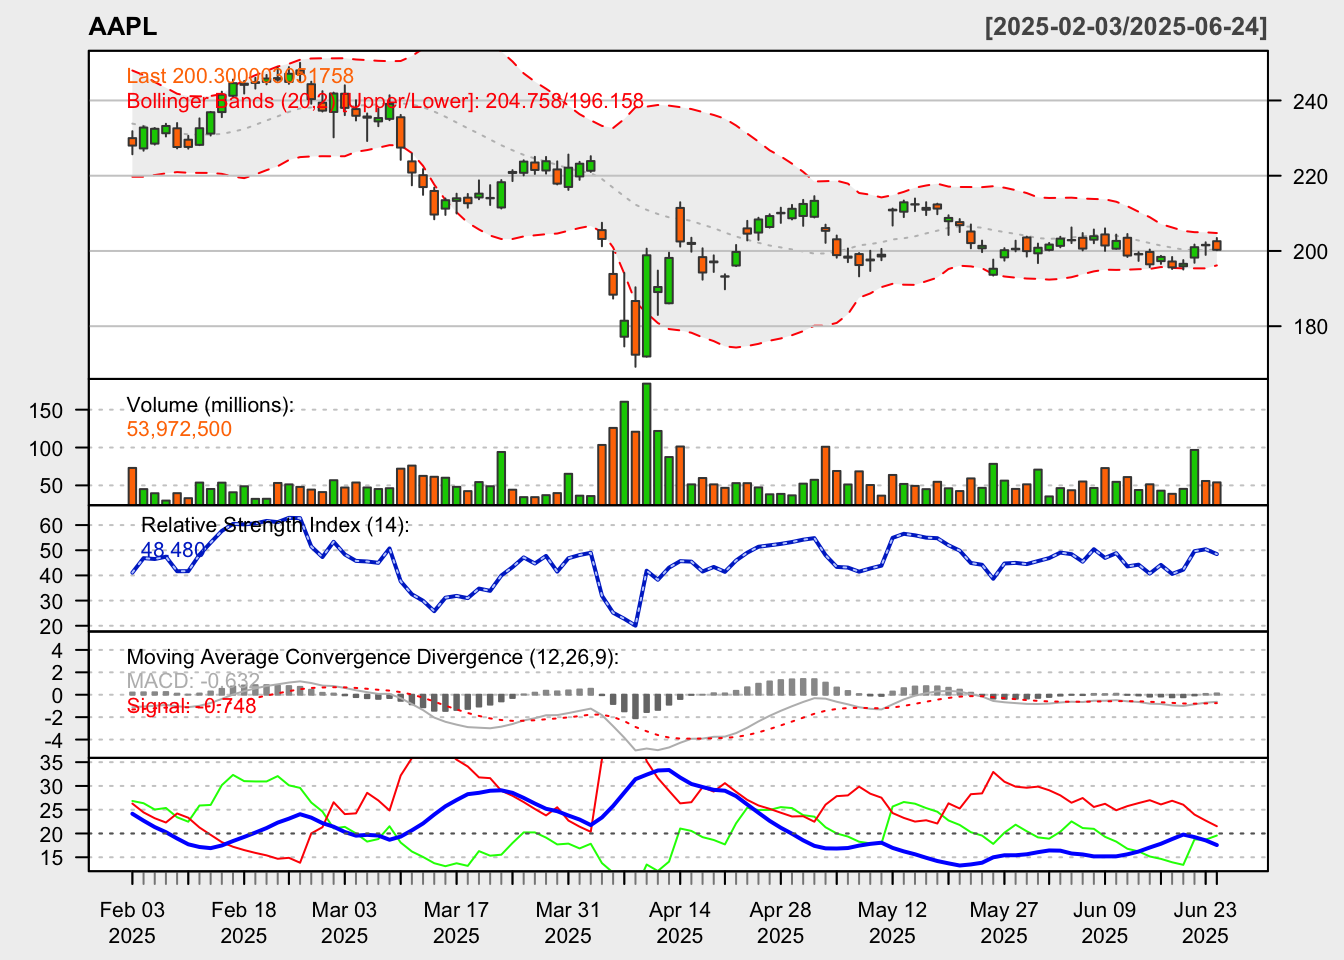 AAPL [2025-02-03/2025-06-24]
Last 200.300003051758
Bollinger Bands (20,2) [Upper/Lower]: 204.758/196.158
240
220
200
180
Volume (millions):
53,972,500
150
100
50
Relative Strength Index (14):
48.480
60
50
40
30
20
Moving Average Convergence Divergence (12,26,9):
MACD: -0.632
Signal: -0.748
4
2
0
-2
-4
35
30
25
20
15
Feb 03 Feb 18 Mar 03 Mar 17 Mar 31 Apr 14 Apr 28 May 12 May 27 Jun 09 Jun 23
2025 2025 2025 2025 2025 2025 2025 2025 2025 2025 2025